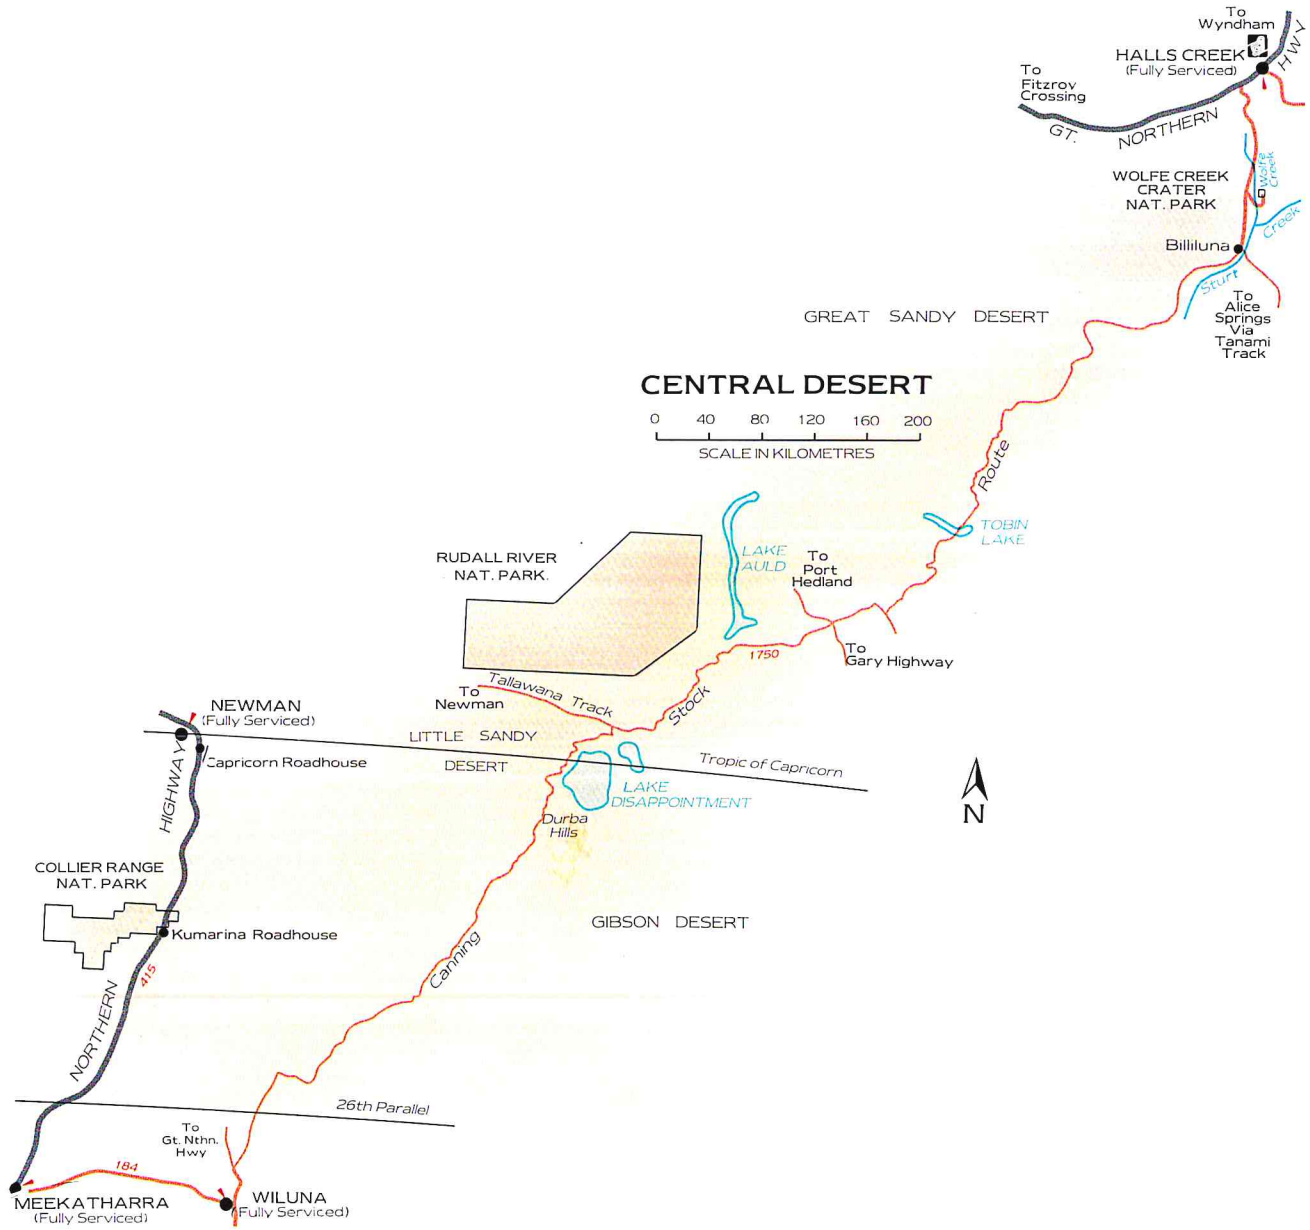 To
Wyndham
HALLS CREEK
(Fully Serviced)
HWY
To
Fitzroy
Crossing
GT. NORTHERN
WOLFE CREEK
CRATER
NAT. PARK
Wolfe
Creek
Billiluna
Sturt Creek
To
Alice
Springs
Via
Tanami
Track
GREAT SANDY DESERT
CENTRAL DESERT
0 40 80 120 160 200
SCALE IN KILOMETRES
Route
TOBIN
LAKE
LAKE
AULD
To
Port
Hedland
RUDALL RIVER
NAT. PARK.
1750
To
Gary Highway
Tallawana Track
To
Newman
Stock
NEWMAN
(Fully Serviced)
LITTLE SANDY
DESERT
Tropic of Capricorn
Capricorn Roadhouse
HIGHWAY
LAKE
DISAPPOINTMENT
Durba
Hills
N
COLLIER RANGE
NAT. PARK
Kumarina Roadhouse
GIBSON DESERT
Canning
415
NORTHERN
26th Parallel
To
Gt. Nthn.
Hwy
184
MEEKATHARRA
(Fully Serviced)
WILUNA
(Fully Serviced)